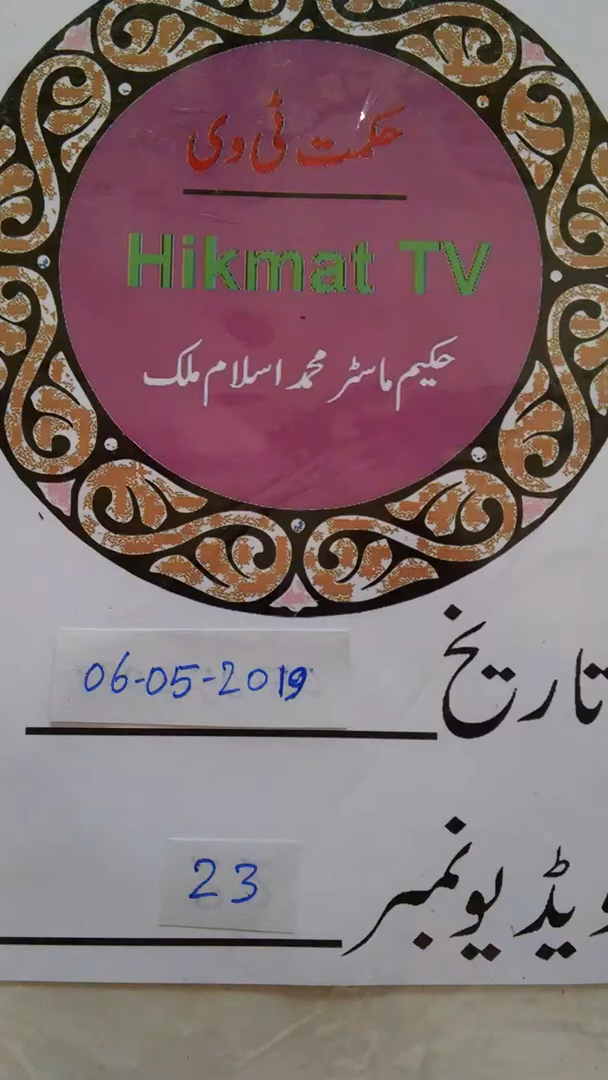 حکمت ٹی وی
Hikmat TV
حکیم ماسٹر محمد اسلام ملک
تاریخ 06-05-2019
ویڈیو نمبر 23